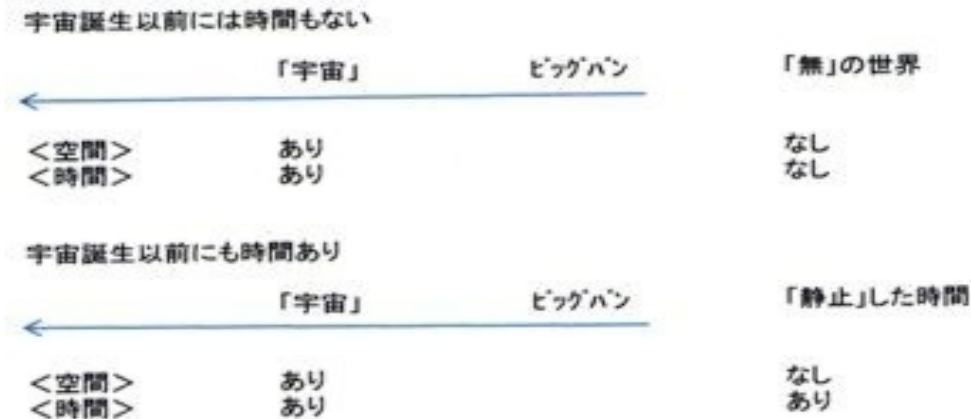 宇宙誕生以前には時間もない
「宇宙」 ﾋﾞｯｸﾞﾊﾞﾝ 「無」の世界
＜空間＞ あり なし
＜時間＞ あり なし
宇宙誕生以前にも時間あり
「宇宙」 ﾋﾞｯｸﾞﾊﾞﾝ 「静止」した時間
＜空間＞ あり なし
＜時間＞ あり あり